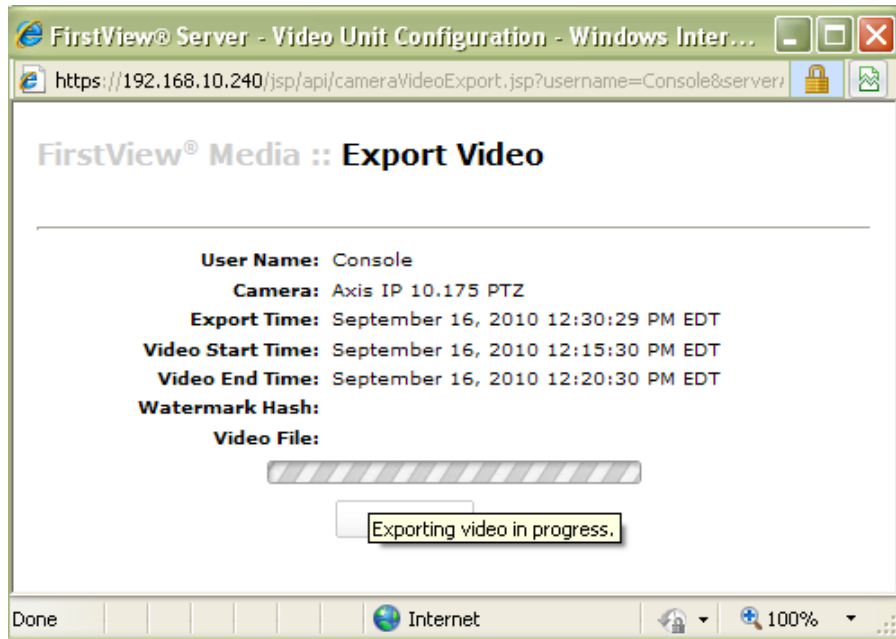 FirstView® Server - Video Unit Configuration - Windows Inter...
https://192.168.10.240/jsp/api/cameraVideoExport.jsp?username=Console&server/
FirstView® Media :: Export Video
User Name: Console
Camera: Axis IP 10.175 PTZ
Export Time: September 16, 2010 12:30:29 PM EDT
Video Start Time: September 16, 2010 12:15:30 PM EDT
Video End Time: September 16, 2010 12:20:30 PM EDT
Watermark Hash:
Video File:
Exporting video in progress.
Done Internet 100%